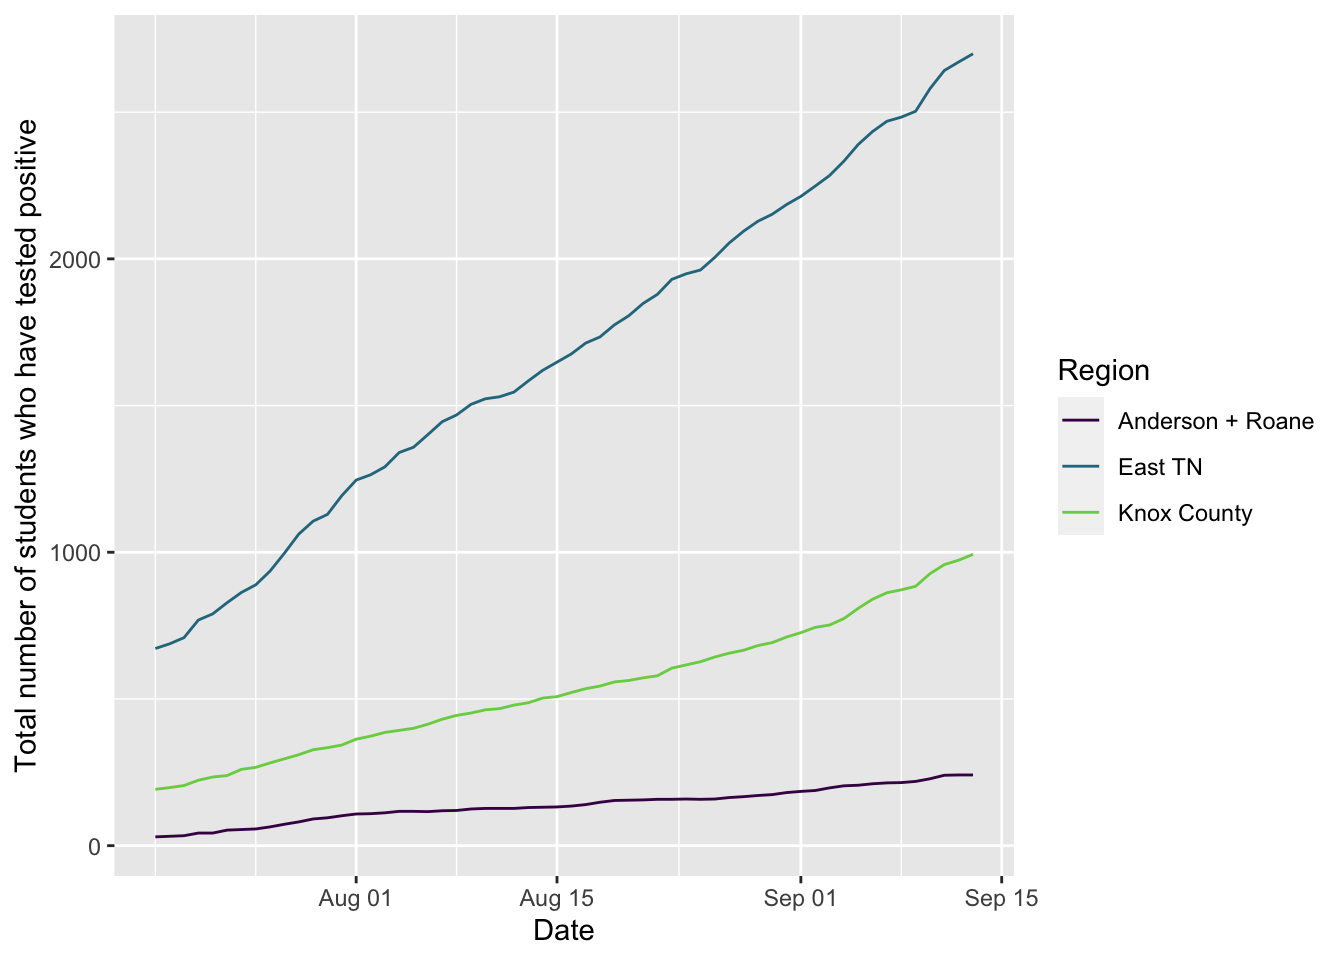 Total number of students who have tested positive
2000
1000
0
Aug 01
Aug 15
Sep 01
Sep 15
Date
Region
Anderson + Roane
East TN
Knox County